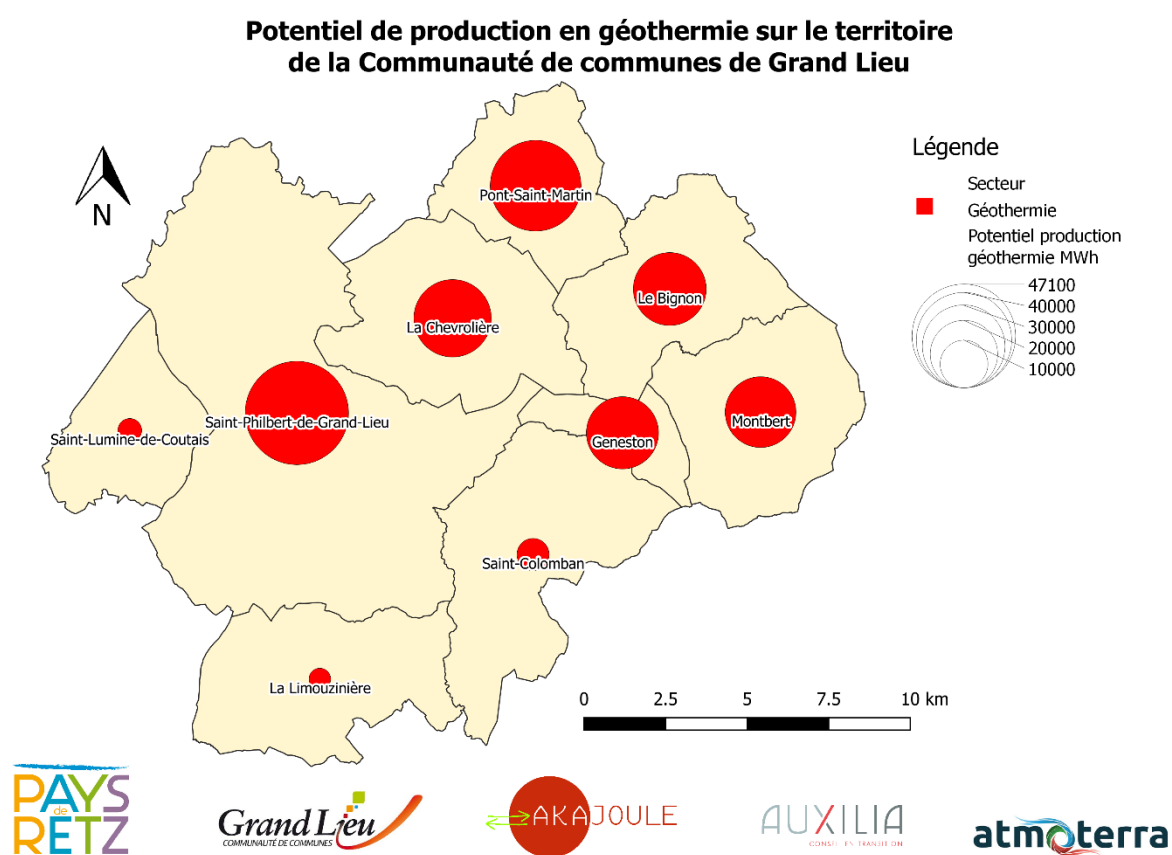 Potentiel de production en géothermie sur le territoire
de la Communauté de communes de Grand Lieu
N
Légende
Secteur
Géothermie
Potentiel production
géothermie MWh
47100
40000
30000
20000
10000
Pont-Saint-Martin
Le Bignon
La Chevrolière
Saint-Philbert-de-Grand-Lieu
Saint-Lumine-de-Coutais
Geneston
Montbert
Saint-Colomban
La Limouzinière
0 2.5 5 7.5 10 km
PAYS
de
RETZ
Grand Lieu
COMMUNAUTÉ DE COMMUNES
AKAJOULE
AUXILIA
CONSEIL EN TRANSITION
atmoterra